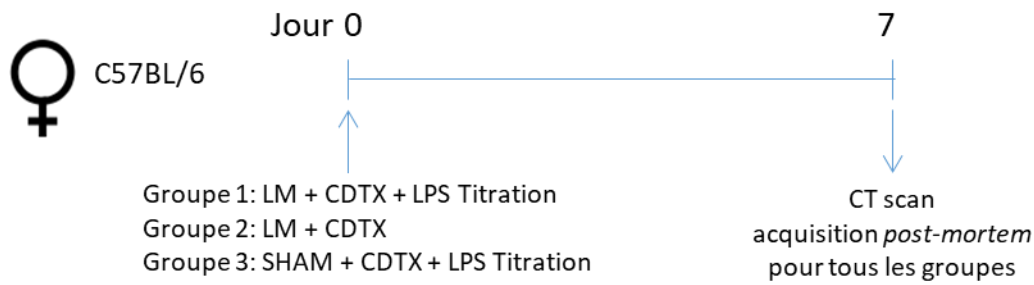 Jour 0 7
C57BL/6
Groupe 1: LM + CDTX + LPS Titration
Groupe 2: LM + CDTX
Groupe 3: SHAM + CDTX + LPS Titration
CT scan
acquisition post-mortem
pour tous les groupes